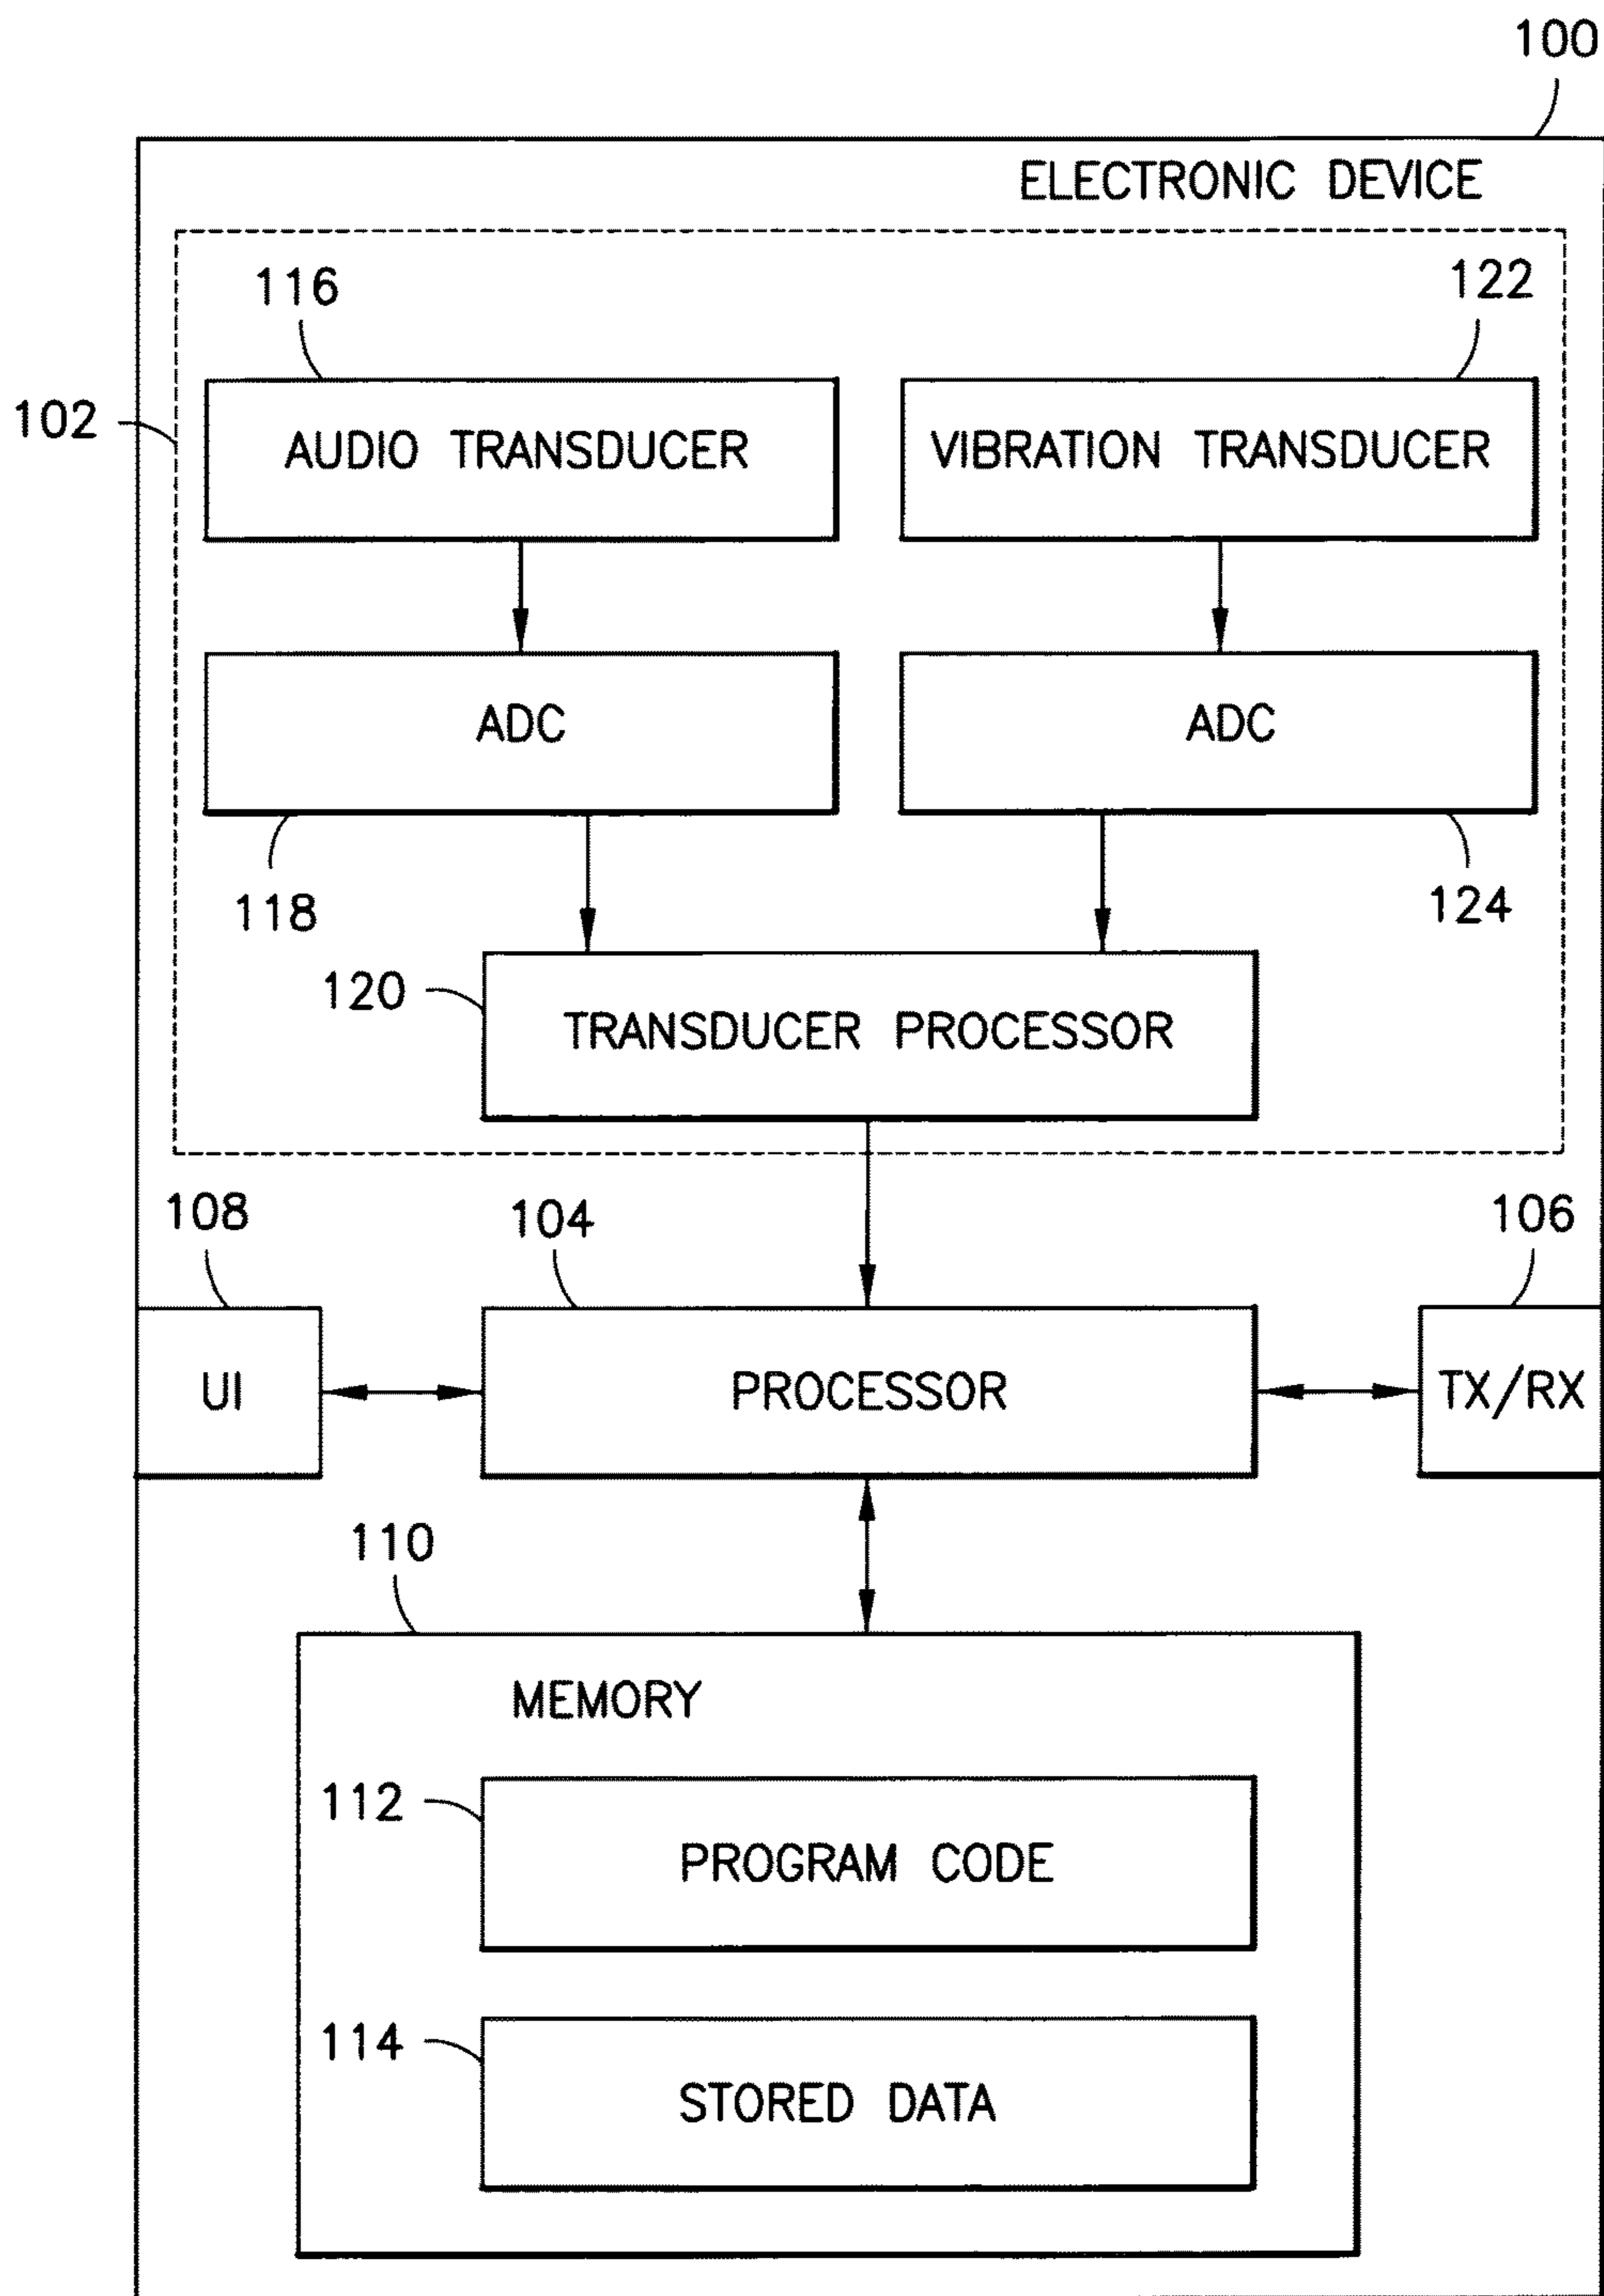 100
ELECTRONIC DEVICE
116
122
102
AUDIO TRANSDUCER
VIBRATION TRANSDUCER
ADC
ADC
118
124
120
TRANSDUCER PROCESSOR
108
104
106
UI
PROCESSOR
TX/RX
110
MEMORY
112
PROGRAM CODE
114
STORED DATA